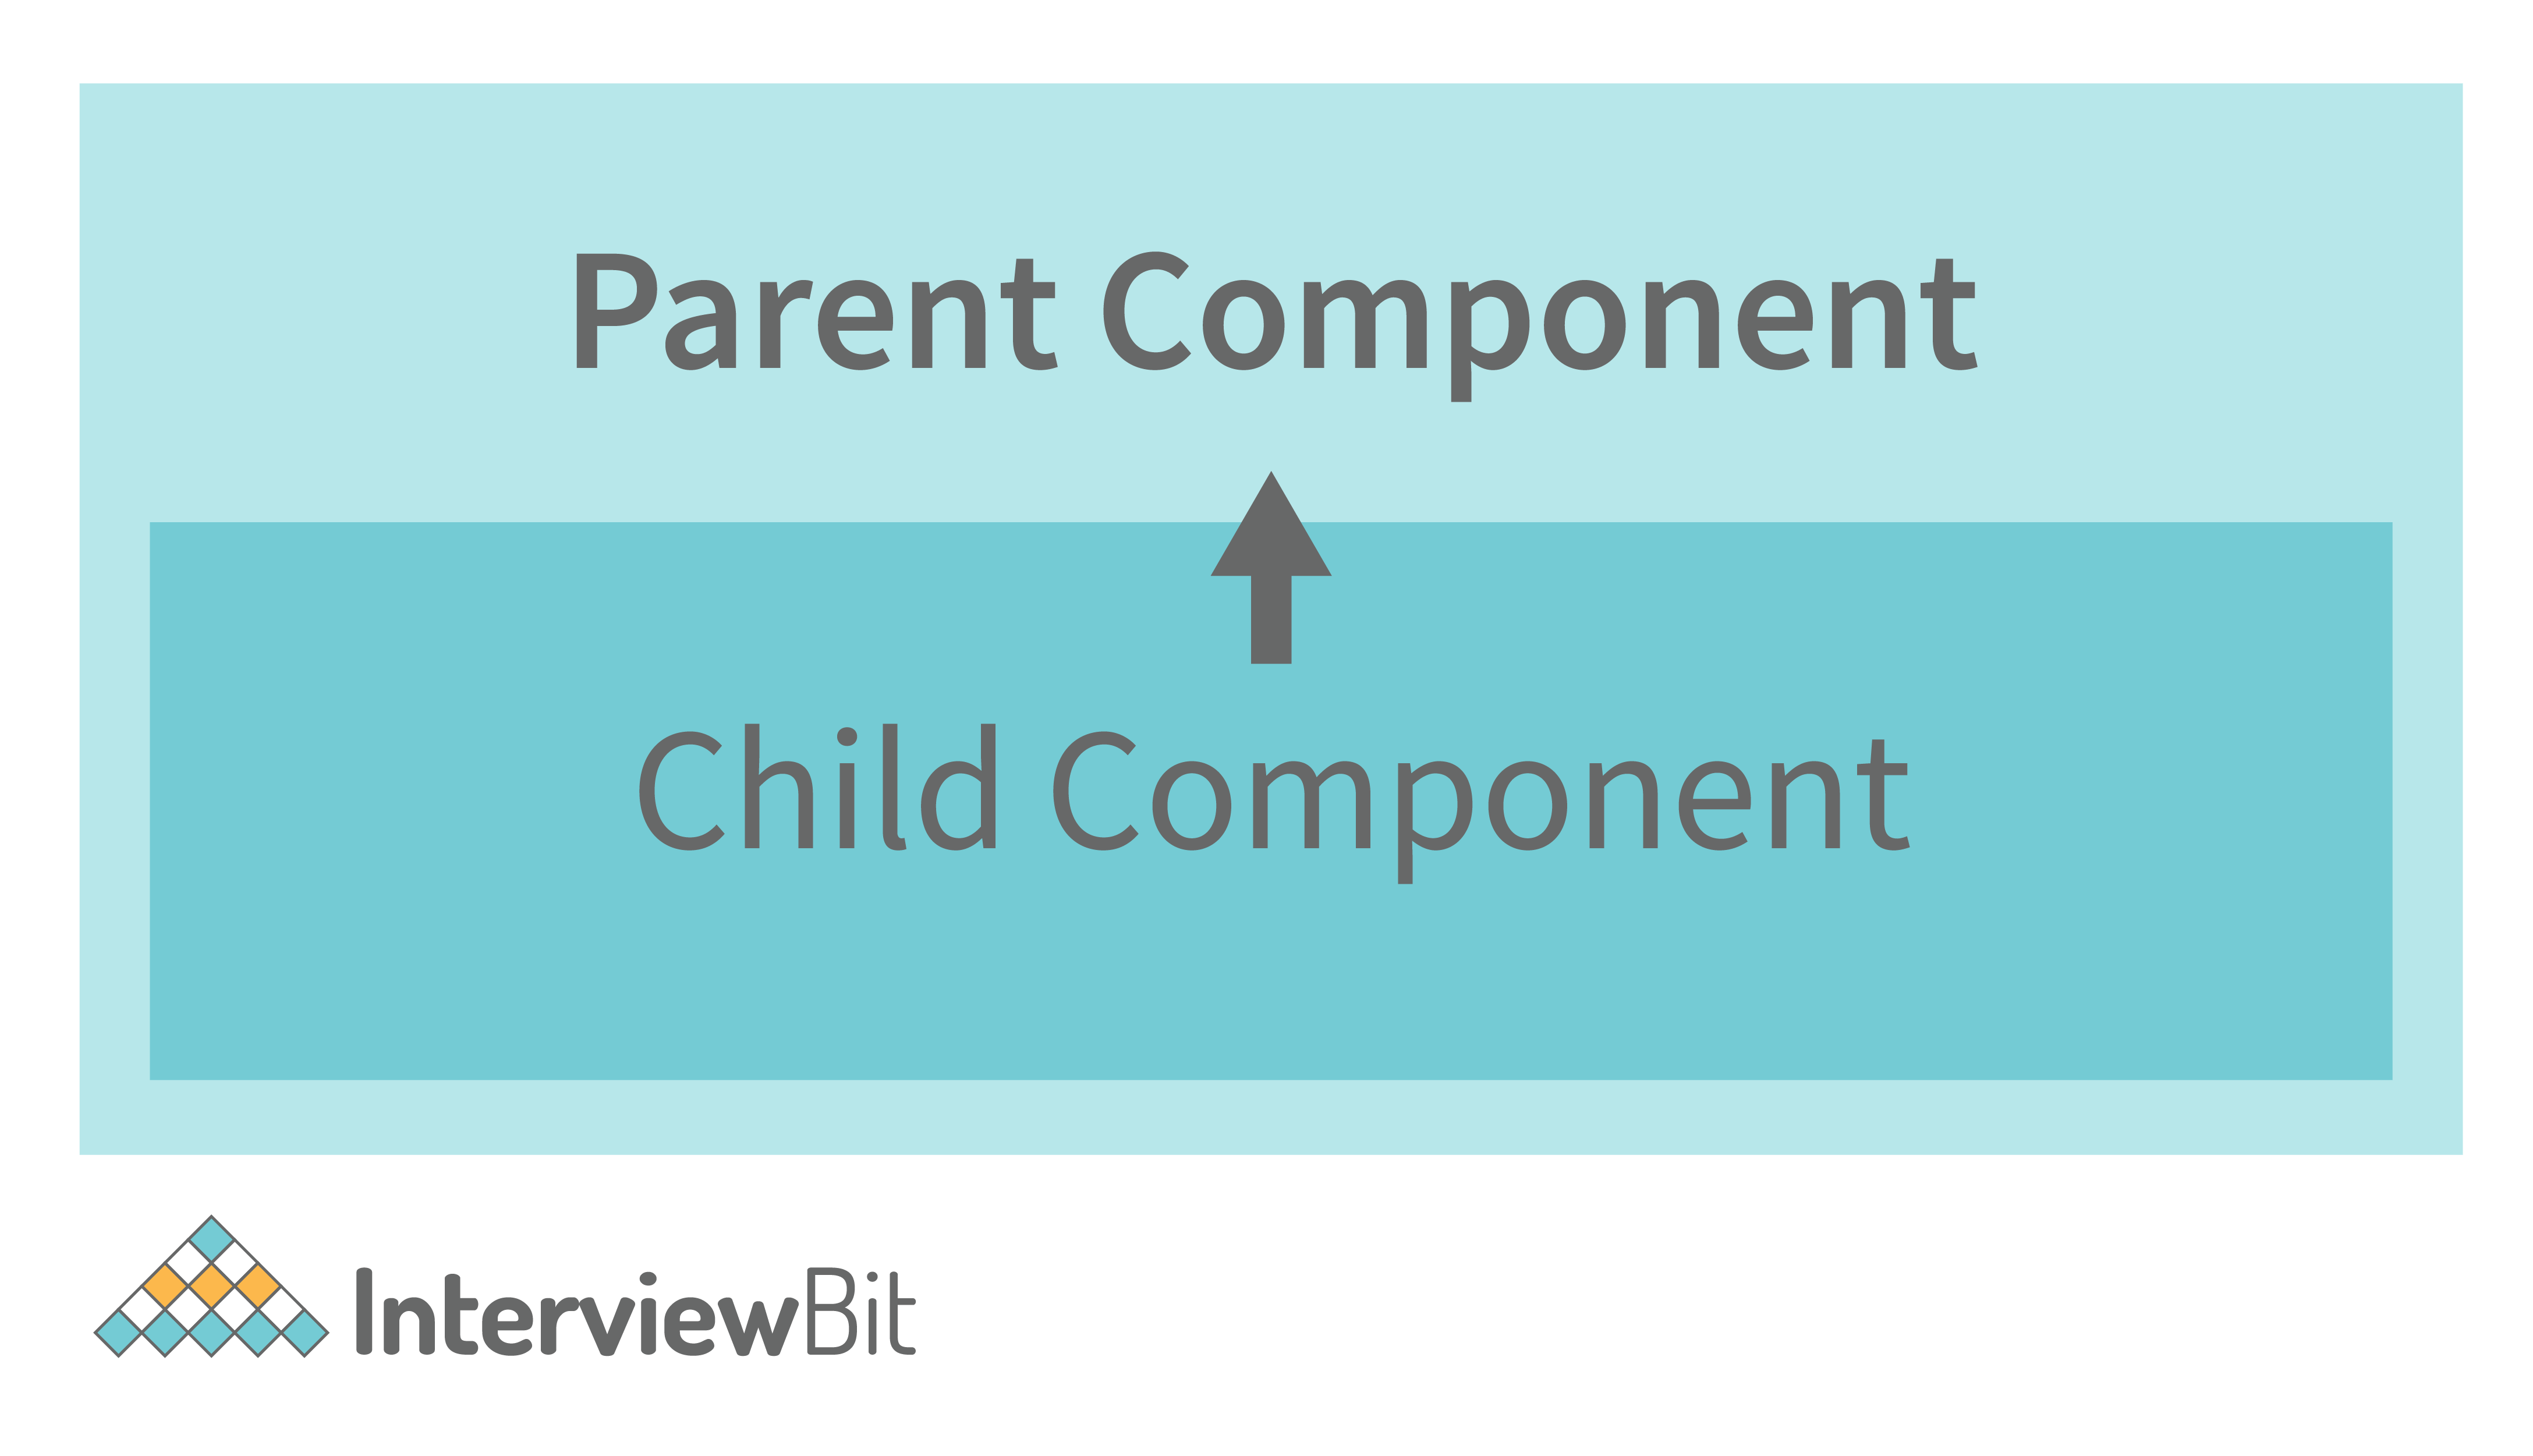 Parent Component
Child Component
InterviewBit